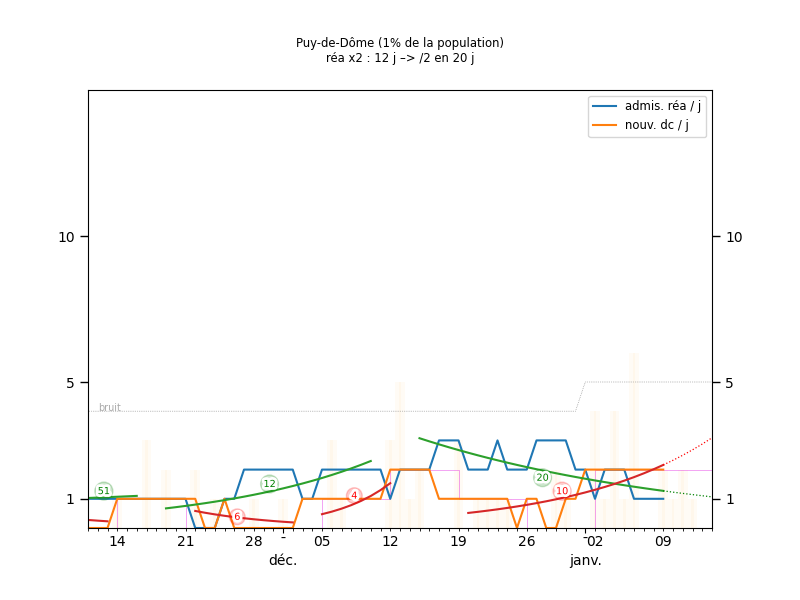 Puy-de-Dôme (1% de la population)
réa x2 : 12 j –> /2 en 20 j
admis. réa / j
nouv. dc / j
10 10
5 5
bruit
51 12 20 10 4 6
1 1
14 21 28 - 05 12 19 26 - 02 09
déc. janv.